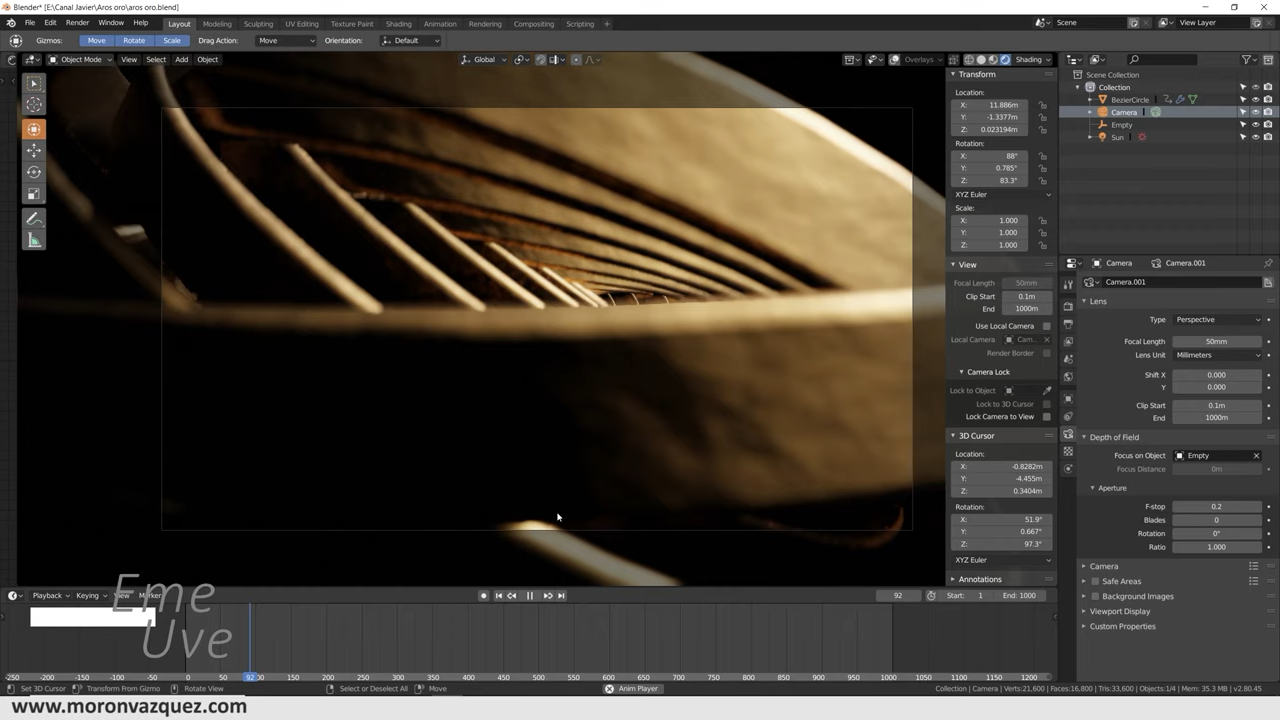 Blender* [E:\Canal Javier\Aros oro\aros oro.blend]
File Edit Render Window Help Layout Modeling Sculpting UV Editing Texture Paint Shading Animation Rendering Compositing Scripting + Scene View Layer
Gizmos: Move Rotate Scale Drag Action: Move Orientation: Default
Object Mode View Select Add Object Global Overlays Shading
Transform
Location:
X: 11.886m
Y: -1.3377m
Z: 0.023194m
Rotation:
X: 88°
Y: 0.785°
Z: 83.3°
XYZ Euler
Scale:
X: 1.000
Y: 1.000
Z: 1.000
View
Focal Length 50mm
Clip Start 0.1m
End 1000m
Use Local Camera
Local Camera Cam...
Render Border
Camera Lock
Lock to Object
Lock to 3D Cursor
Lock Camera to View
3D Cursor
Location:
X: -0.8282m
Y: -4.455m
Z: 0.3404m
Rotation:
X: 51.9°
Y: 0.667°
Z: 97.3°
XYZ Euler
Annotations
Scene Collection
Collection
BezierCircle
Camera
Empty
Sun
Camera Camera.001
Camera.001
Lens
Type Perspective
Focal Length 50mm
Lens Unit Millimeters
Shift X 0.000
Y 0.000
Clip Start 0.1m
End 1000m
Depth of Field
Focus on Object Empty
Focus Distance 0m
Aperture
F-stop 0.2
Blades 0
Rotation 0°
Ratio 1.000
Camera
Safe Areas
Background Images
Viewport Display
Custom Properties
Playback Keying View Marker 92 Start: 1 End: 1000
Eme
Uve
-250 -150 -100 -50 0 50 92 150 200 250 300 350 400 450 500 550 600 650 700 750 800 850 900 950 1000 1050 1100 1150 1200
Set 3D Cursor Transform From Gizmo Rotate View Select or Deselect All Move Anim Player Collection | Camera | Verts:21,600 | Faces:16,800 | Tris:33,600 | Objects:1/4 | Mem: 35.3 MB | v2.80.45
www.moronvazquez.com